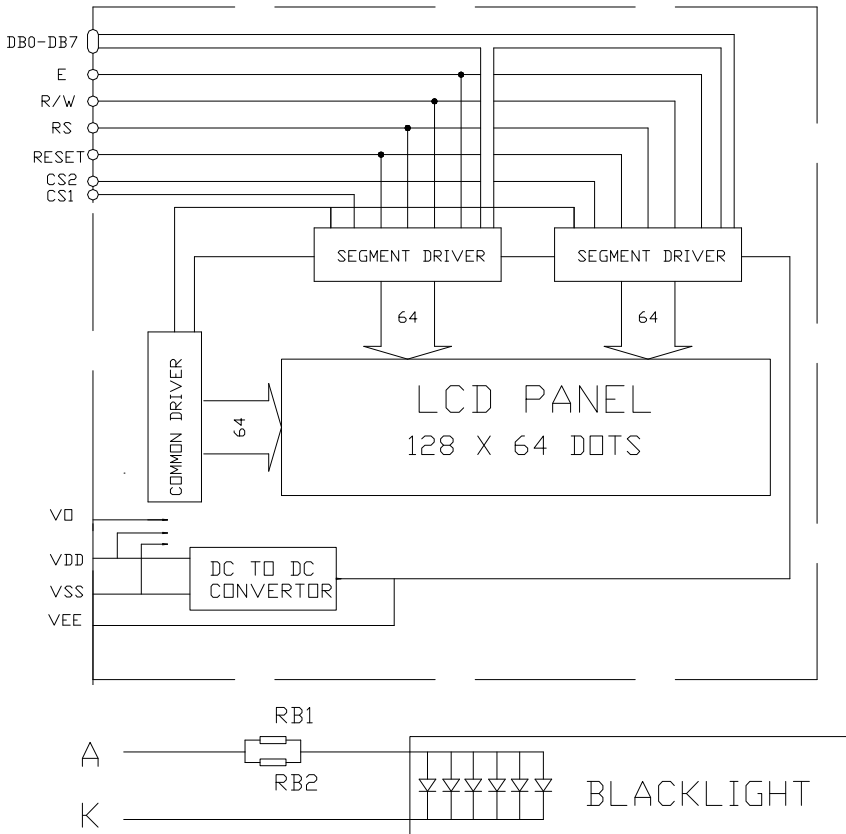 DB0-DB7
E
R/W
RS
RESET
CS2
CS1
SEGMENT DRIVER
SEGMENT DRIVER
64
64
COMMON DRIVER
64
LCD PANEL
128 X 64 DOTS
VO
VDD
VSS
VEE
DC TO DC
CONVERTOR
RB1
A
RB2
BLACKLIGHT
K